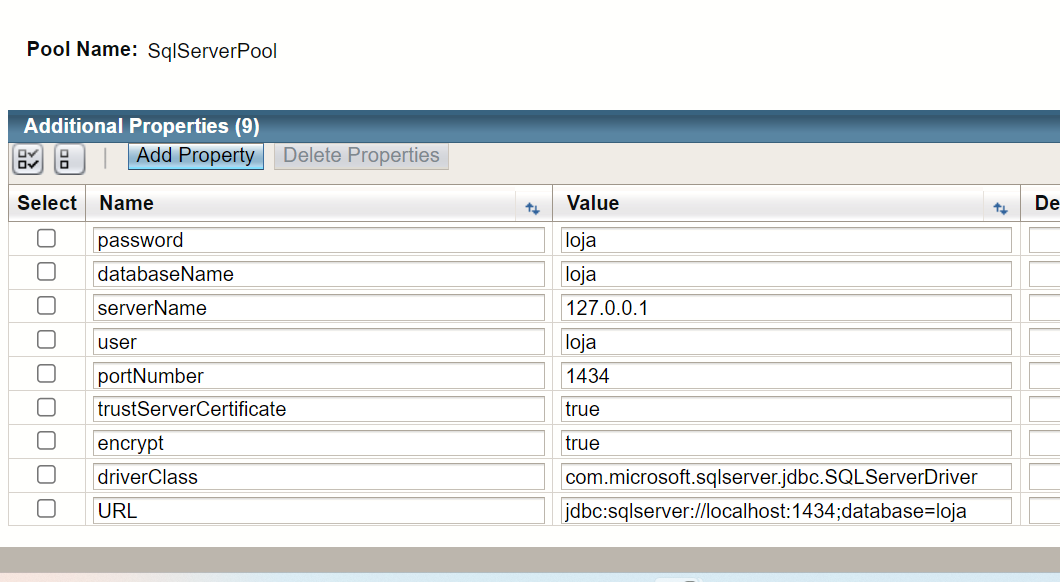 Pool Name: SqlServerPool
Additional Properties (9)
Add Property Delete Properties
Select Name Value De
password loja
databaseName loja
serverName 127.0.0.1
user loja
portNumber 1434
trustServerCertificate true
encrypt true
driverClass com.microsoft.sqlserver.jdbc.SQLServerDriver
URL jdbc:sqlserver://localhost:1434;database=loja